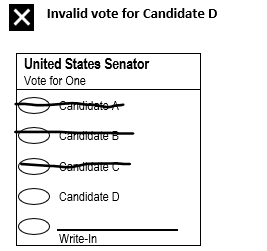 Invalid vote for Candidate D
United States Senator
Vote for One
Candidate A
Candidate B
Candidate C
Candidate D
Write-In